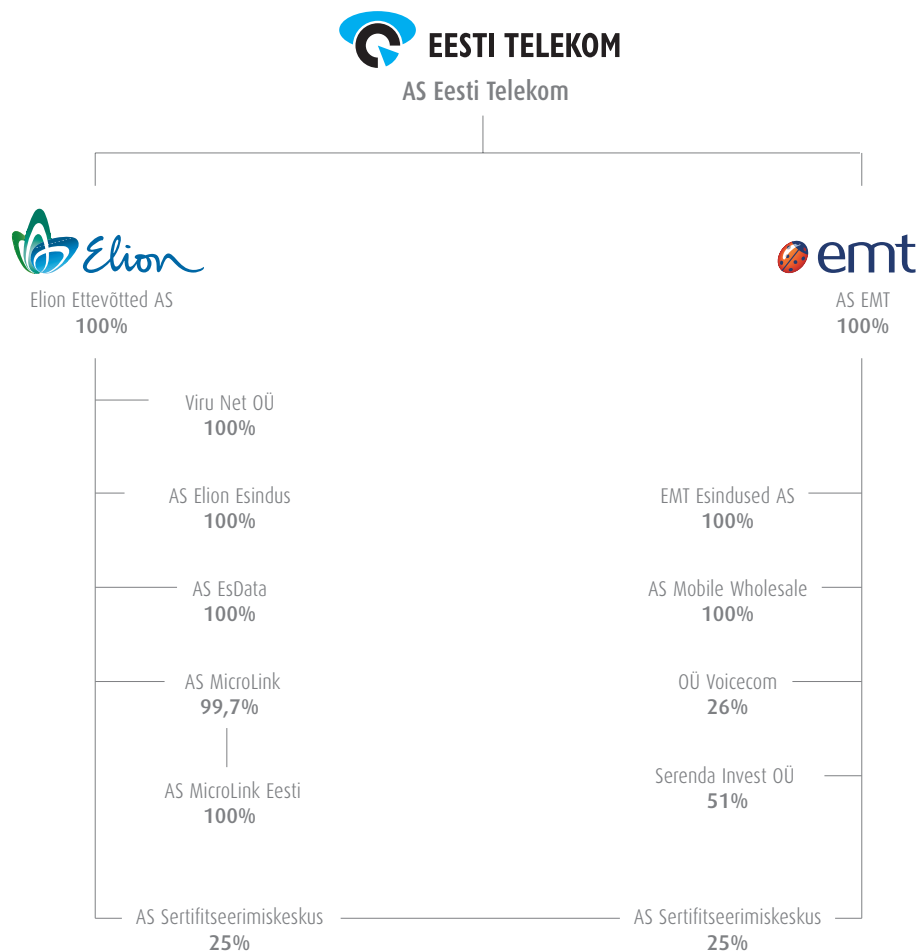 EESTI TELEKOM
AS Eesti Telekom
Elion
Elion Ettevõtted AS
100%
Viru Net OÜ
100%
AS Elion Esindus
100%
AS EsData
100%
AS MicroLink
99,7%
AS MicroLink Eesti
100%
AS Sertifitseerimiskeskus
25%
emt
AS EMT
100%
EMT Esindused AS
100%
AS Mobile Wholesale
100%
OÜ Voicecom
26%
Serenda Invest OÜ
51%
AS Sertifitseerimiskeskus
25%